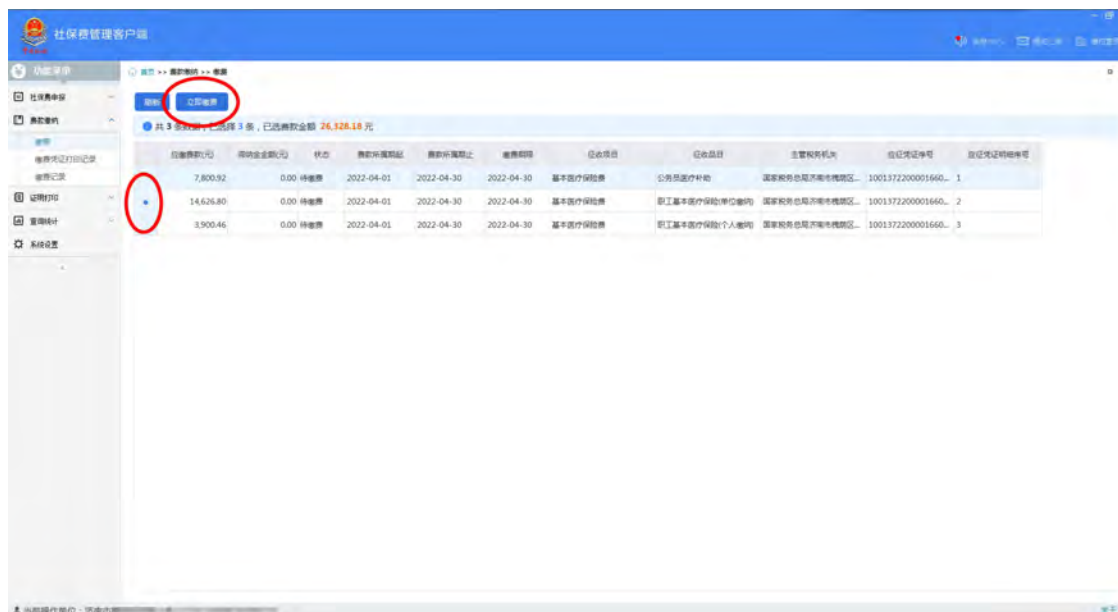 社保费管理客户端
功能菜单
首页 >> 费款缴纳 >> 缴费
社保费申报
刷新 立即缴费
费款缴纳
共 3 条数据，已选择 3 条，已选费款金额 26,328.18 元
缴费
缴费凭证打印记录
应缴费款(元) 滞纳金金额(元) 状态 费款所属期起 费款所属期止 缴费期限 征收项目 征收品目 主管税务机关 应征凭证序号 应征凭证明细序号
缴费记录
7,800.92 0.00 待缴费 2022-04-01 2022-04-30 2022-04-30 基本医疗保险费 公务员医疗补助 国家税务总局济南市槐荫区... 1001372200001660... 1
证明打印
14,626.80 0.00 待缴费 2022-04-01 2022-04-30 2022-04-30 基本医疗保险费 职工基本医疗保险(单位缴纳) 国家税务总局济南市槐荫区... 1001372200001660... 2
查询统计
3,900.46 0.00 待缴费 2022-04-01 2022-04-30 2022-04-30 基本医疗保险费 职工基本医疗保险(个人缴纳) 国家税务总局济南市槐荫区... 1001372200001660... 3
系统设置
当前操作单位：济南市